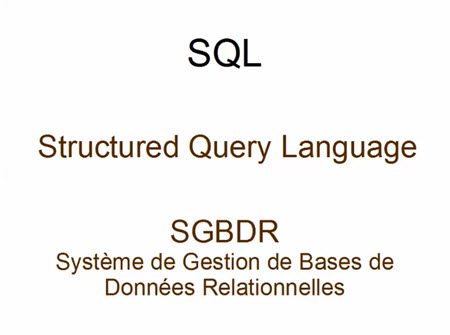 SQL
Structured Query Language
SGBDR
Système de Gestion de Bases de
Données Relationnelles